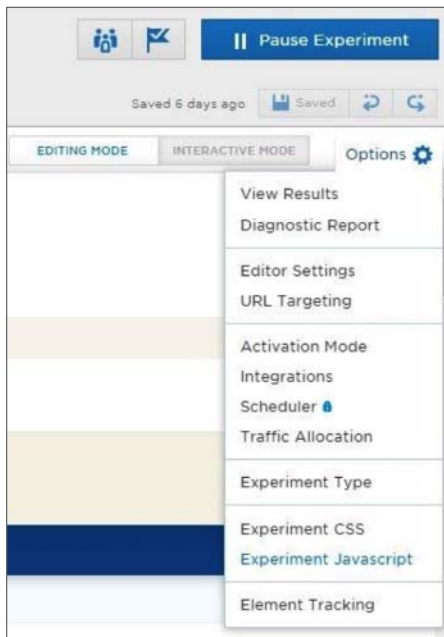 Pause Experiment
Saved 6 days ago Saved
EDITING MODE INTERACTIVE MODE Options
View Results
Diagnostic Report
Editor Settings
URL Targeting
Activation Mode
Integrations
Scheduler
Traffic Allocation
Experiment Type
Experiment CSS
Experiment Javascript
Element Tracking